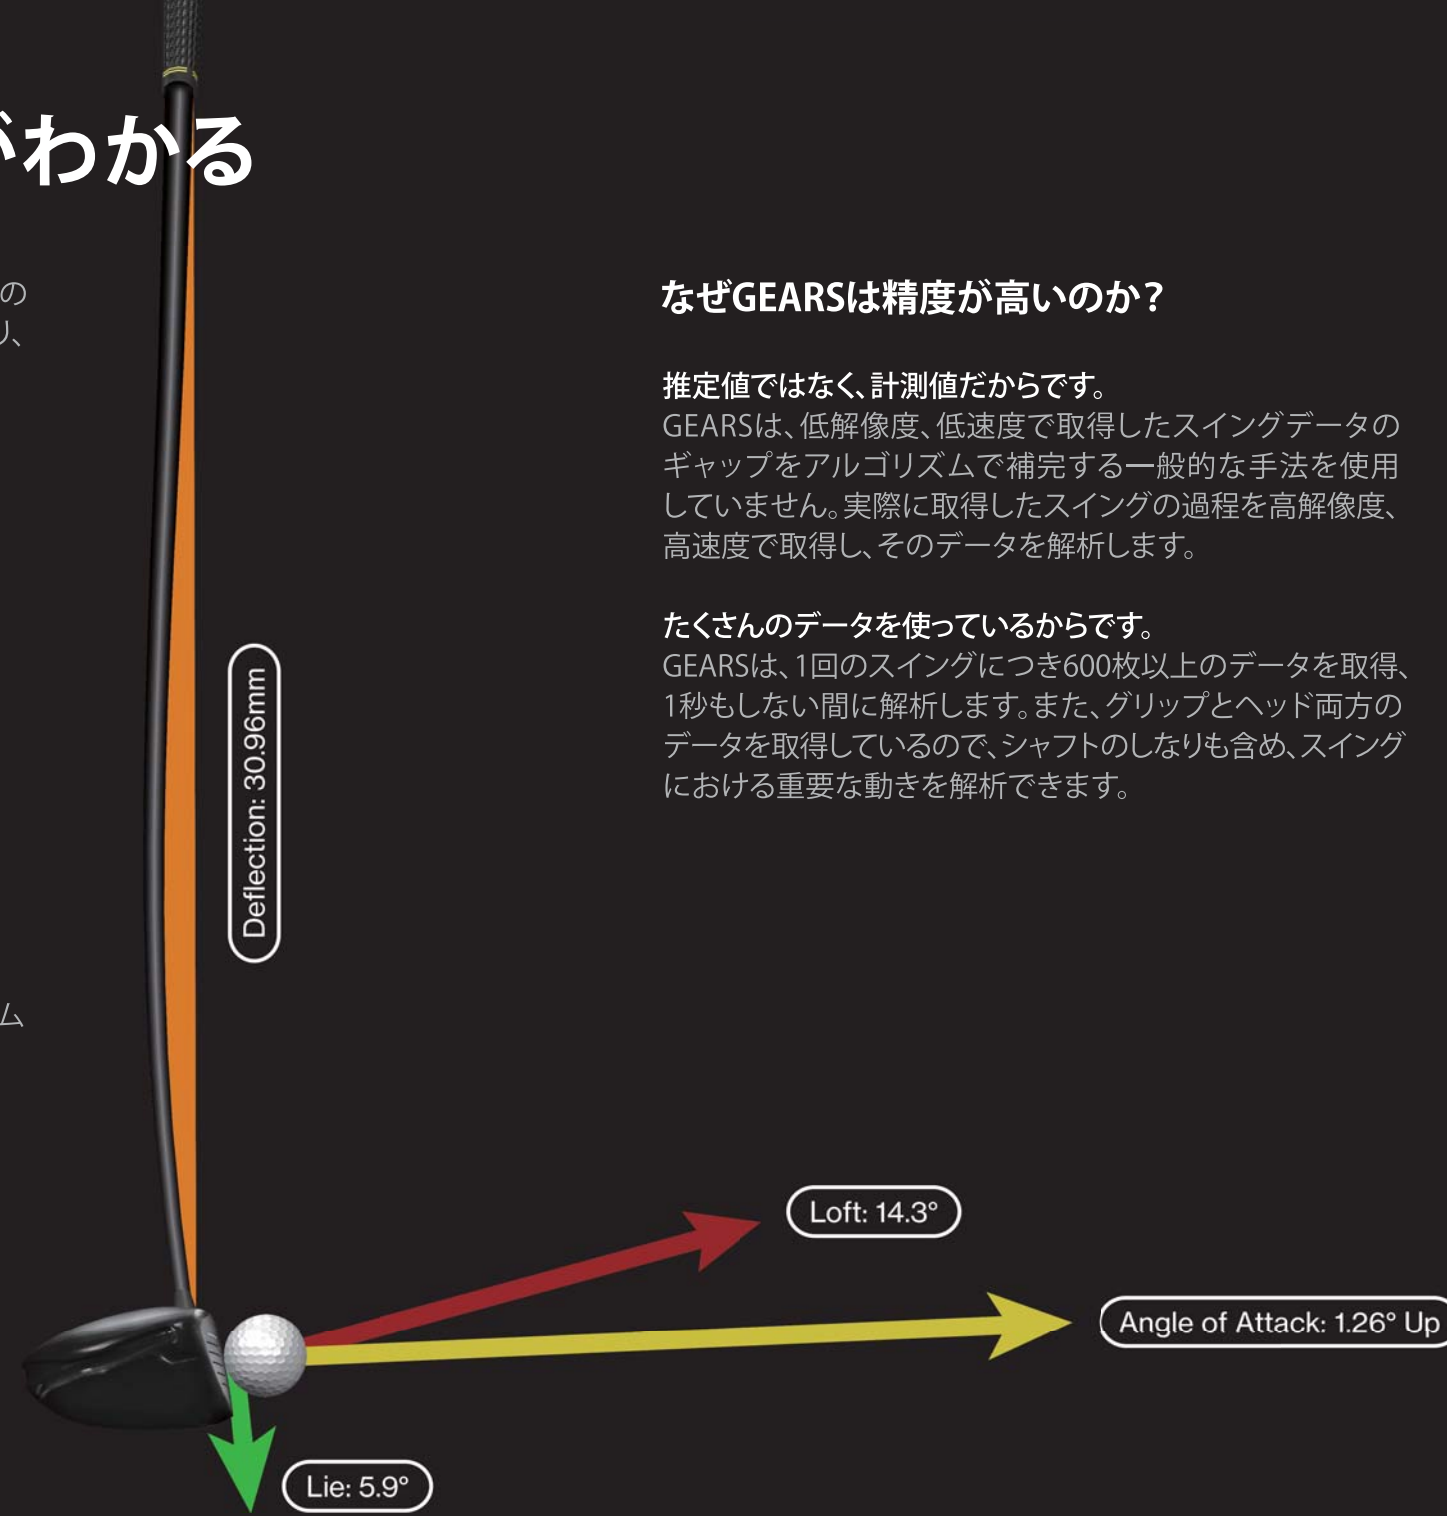 がわかる
の
り、
なぜGEARSは精度が高いのか？
推定値ではなく、計測値だからです。
GEARSは、低解像度、低速度で取得したスイングデータの
ギャップをアルゴリズムで補完する一般的な手法を使用
していません。実際に取得したスイングの過程を高解像度、
高速度で取得し、そのデータを解析します。
たくさんのデータを使っているからです。
GEARSは、1回のスイングにつき600枚以上のデータを取得、
1秒もしない間に解析します。また、グリップとヘッド両方の
データを取得しているので、シャフトのしなりも含め、スイング
における重要な動きを解析できます。
Deflection: 30.96mm
ム
Loft: 14.3°
Angle of Attack: 1.26° Up
Lie: 5.9°